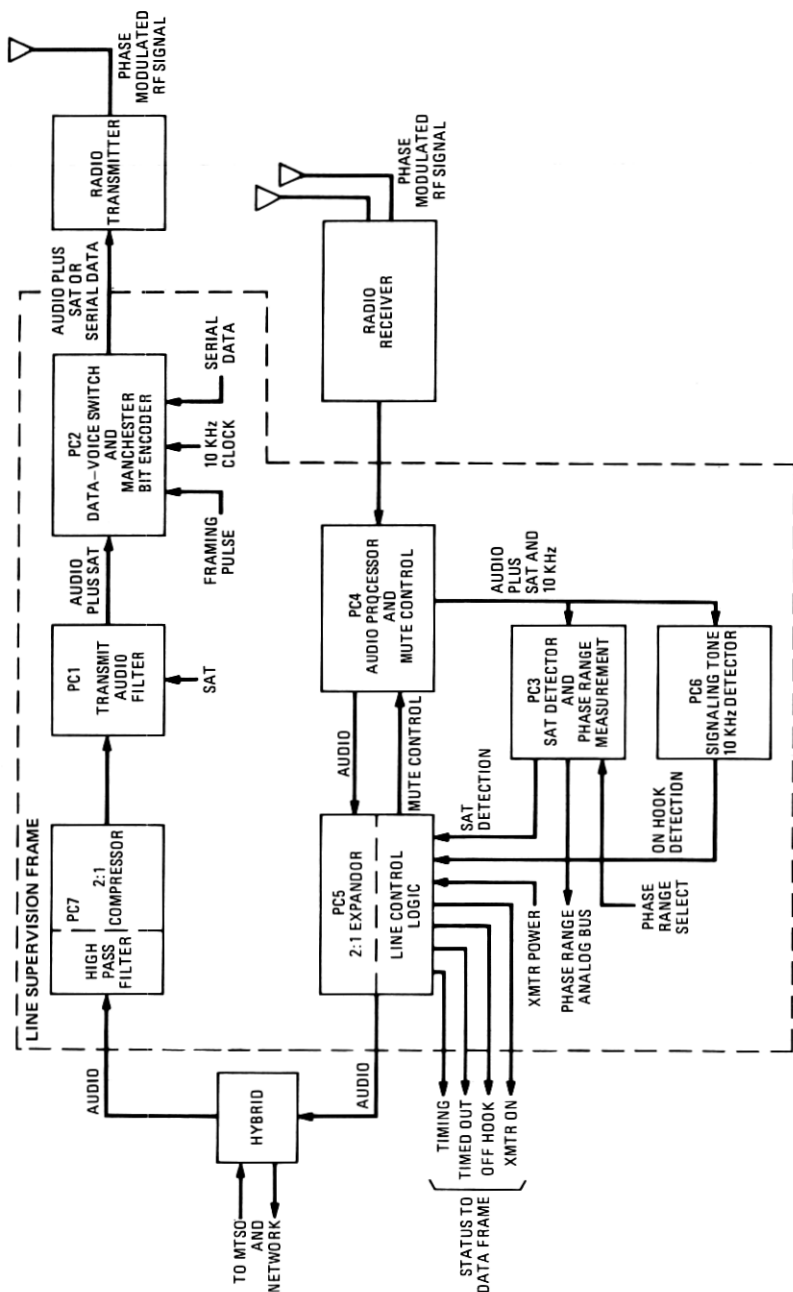 LINE SUPERVISION FRAME
TO MTSO
AND
NETWORK
HYBRID
AUDIO
HIGH
PASS
FILTER
PC7
2:1
COMPRESSOR
PC1
TRANSMIT
AUDIO
FILTER
SAT
AUDIO
PLUS SAT
PC2
DATA-VOICE SWITCH
AND
MANCHESTER
BIT ENCODER
FRAMING
PULSE
10 KHz
CLOCK
SERIAL
DATA
AUDIO PLUS
SAT OR
SERIAL DATA
RADIO
TRANSMITTER
PHASE
MODULATED
RF SIGNAL
AUDIO
PC5
2:1 EXPANDOR
LINE CONTROL
LOGIC
AUDIO
MUTE CONTROL
PC4
AUDIO PROCESSOR
AND
MUTE CONTROL
RADIO
RECEIVER
PHASE
MODULATED
RF SIGNAL
AUDIO
PLUS
SAT AND
10 KHz
TIMING
TIMED OUT
OFF HOOK
XMTR ON
STATUS TO
DATA FRAME
XMTR POWER
PHASE RANGE
ANALOG BUS
PHASE
RANGE
SELECT
SAT
DETECTION
ON HOOK
DETECTION
PC3
SAT DETECTOR
AND
PHASE RANGE
MEASUREMENT
PC6
SIGNALING TONE
10 KHz DETECTOR